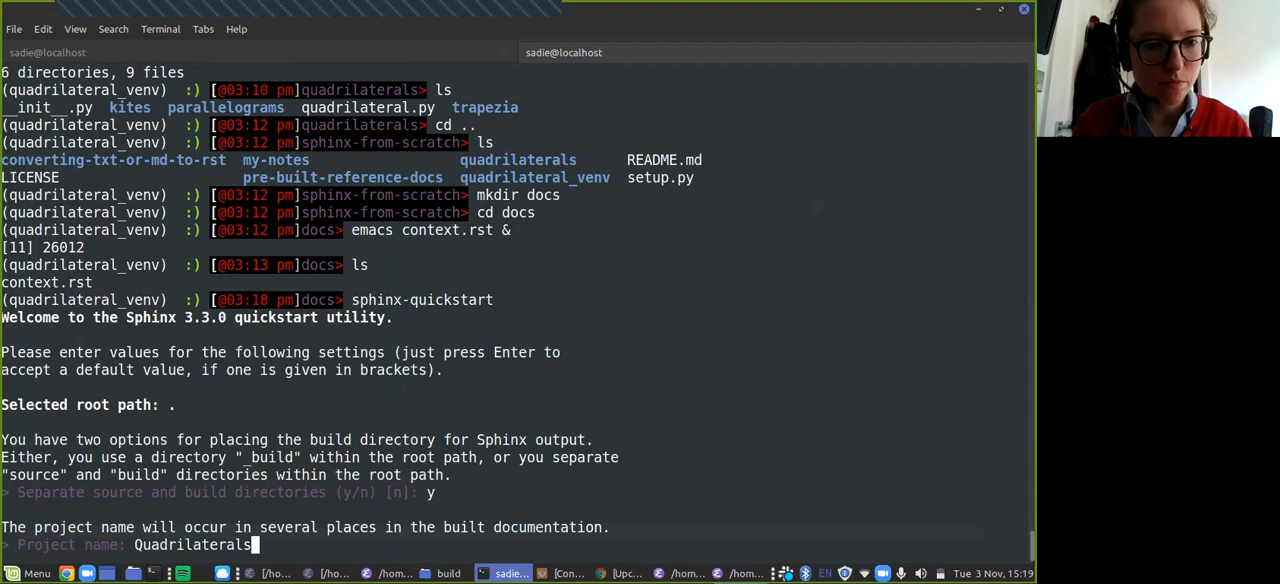 File Edit View Search Terminal Tabs Help
sadie@localhost sadie@localhost
6 directories, 9 files
(quadrilateral_venv)  :) [@03:10 pm]quadrilaterals> ls
__init__.py  kites  parallelograms  quadrilateral.py  trapezia
(quadrilateral_venv)  :) [@03:12 pm]quadrilaterals> cd ..
(quadrilateral_venv)  :) [@03:12 pm]sphinx-from-scratch> ls
converting-txt-or-md-to-rst  my-notes  quadrilaterals  README.md
LICENSE  pre-built-reference-docs  quadrilateral_venv  setup.py
(quadrilateral_venv)  :) [@03:12 pm]sphinx-from-scratch> mkdir docs
(quadrilateral_venv)  :) [@03:12 pm]sphinx-from-scratch> cd docs
(quadrilateral_venv)  :) [@03:12 pm]docs> emacs context.rst &
[11] 26012
(quadrilateral_venv)  :) [@03:13 pm]docs> ls
context.rst
(quadrilateral_venv)  :) [@03:18 pm]docs> sphinx-quickstart
Welcome to the Sphinx 3.3.0 quickstart utility.
Please enter values for the following settings (just press Enter to
accept a default value, if one is given in brackets).
Selected root path: .
You have two options for placing the build directory for Sphinx output.
Either, you use a directory "_build" within the root path, or you separate
"source" and "build" directories within the root path.
> Separate source and build directories (y/n) [n]: y
The project name will occur in several places in the built documentation.
> Project name: Quadrilaterals
Menu [/ho... [/ho... /hom... build sadie... [Con... [Upc... /hom... /hom... EN Tue 3 Nov, 15:19